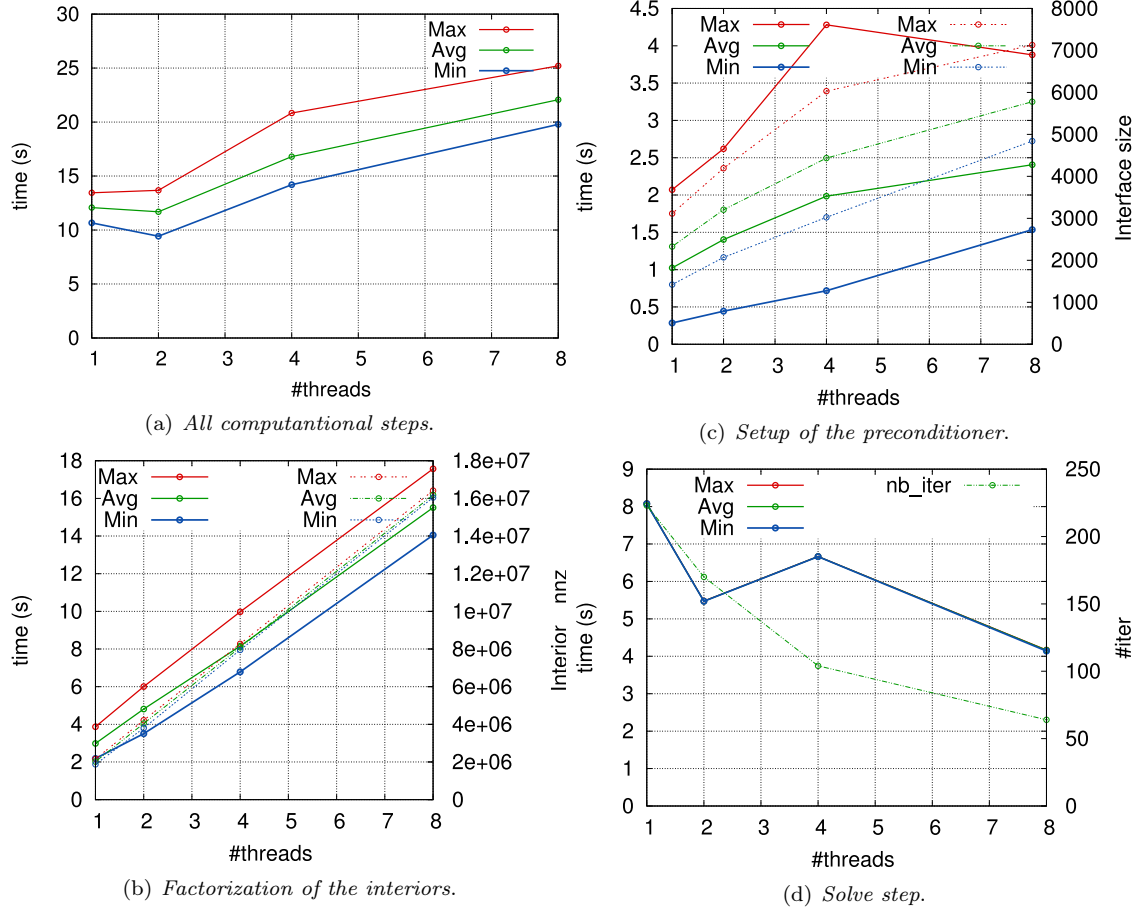 30
25
20
15
10
5
0
time (s)
Max
Avg
Min
1 2 3 4 5 6 7 8
#threads
(a) All computantional steps.
4.5
4
3.5
3
2.5
2
1.5
1
0.5
0
time (s)
Max
Avg
Min
Max
Avg
Min
8000
7000
6000
5000
4000
3000
2000
1000
0
Interface size
1 2 3 4 5 6 7 8
#threads
(c) Setup of the preconditioner.
18
16
14
12
10
8
6
4
2
0
time (s)
Max
Avg
Min
Max
Avg
Min
1.8e+07
1.6e+07
1.4e+07
1.2e+07
1e+07
8e+06
6e+06
4e+06
2e+06
0
Interior nnz
1 2 3 4 5 6 7 8
#threads
(b) Factorization of the interiors.
9
8
7
6
5
4
3
2
1
0
time (s)
Max
Avg
Min
nb_iter
250
200
150
100
50
0
#iter
1 2 3 4 5 6 7 8
#threads
(d) Solve step.